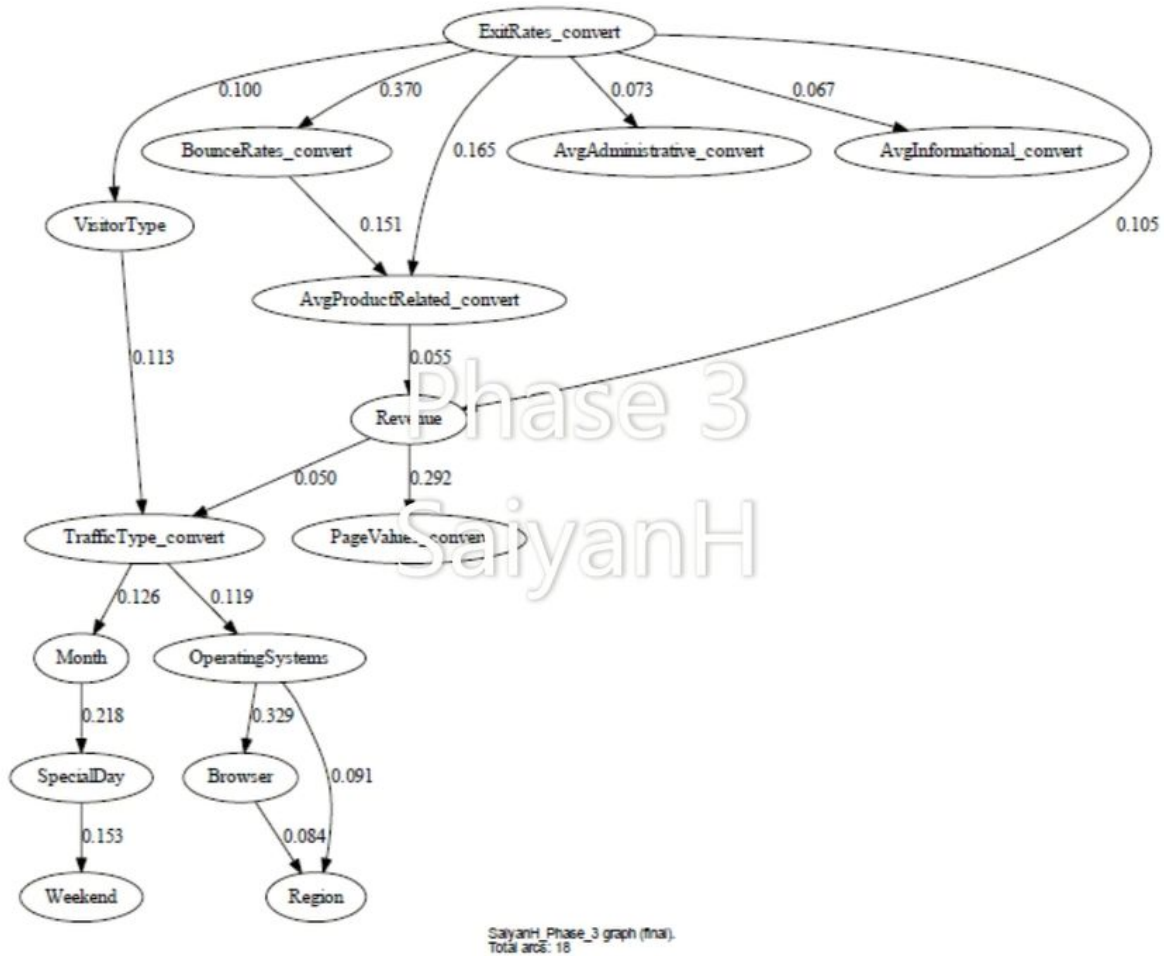 ExitRates_convert
0.100
0.370
0.073
0.067
0.165
BounceRates_convert
AvgAdministrative_convert
AvgInformational_convert
VisitorType
0.151
0.105
AvgProductRelated_convert
0.113
0.055
Phase 3
Revenue
0.050
0.292
SaiyanH
TrafficType_convert
PageValues_convert
0.126
0.119
Month
OperatingSystems
0.218
0.329
SpecialDay
Browser
0.091
0.153
0.084
Weekend
Region
SaiyanH_Phase_3 graph (final).
Total arcs: 18